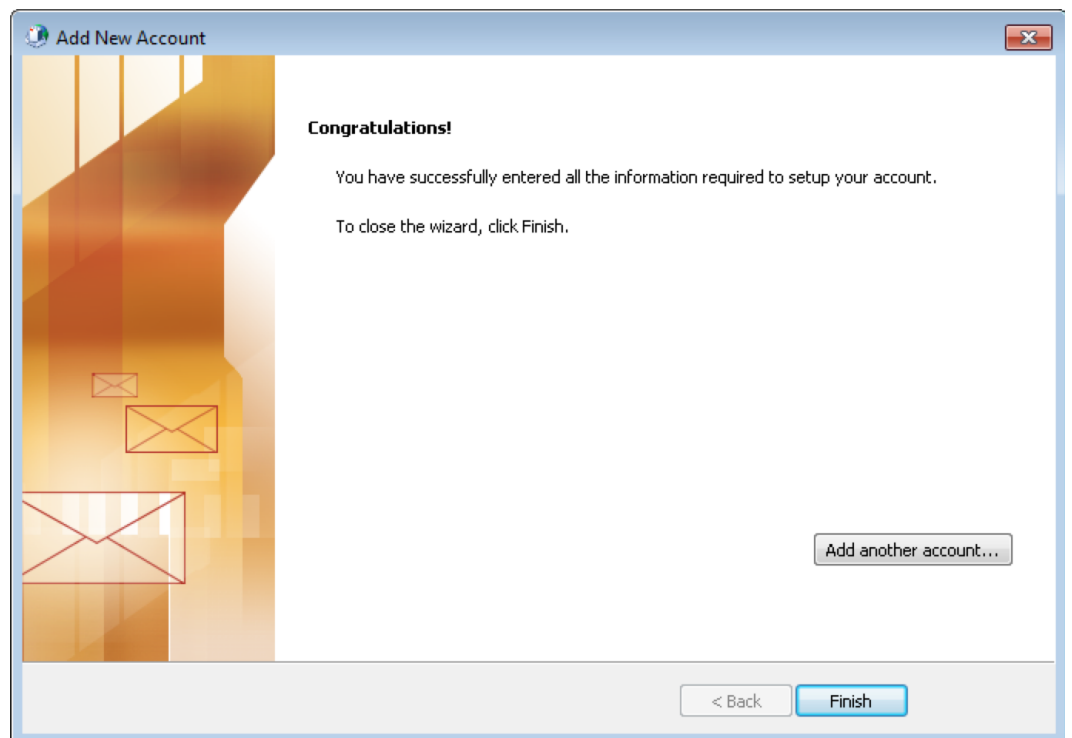 Add New Account
Congratulations!
You have successfully entered all the information required to setup your account.
To close the wizard, click Finish.
Add another account...
< Back
Finish